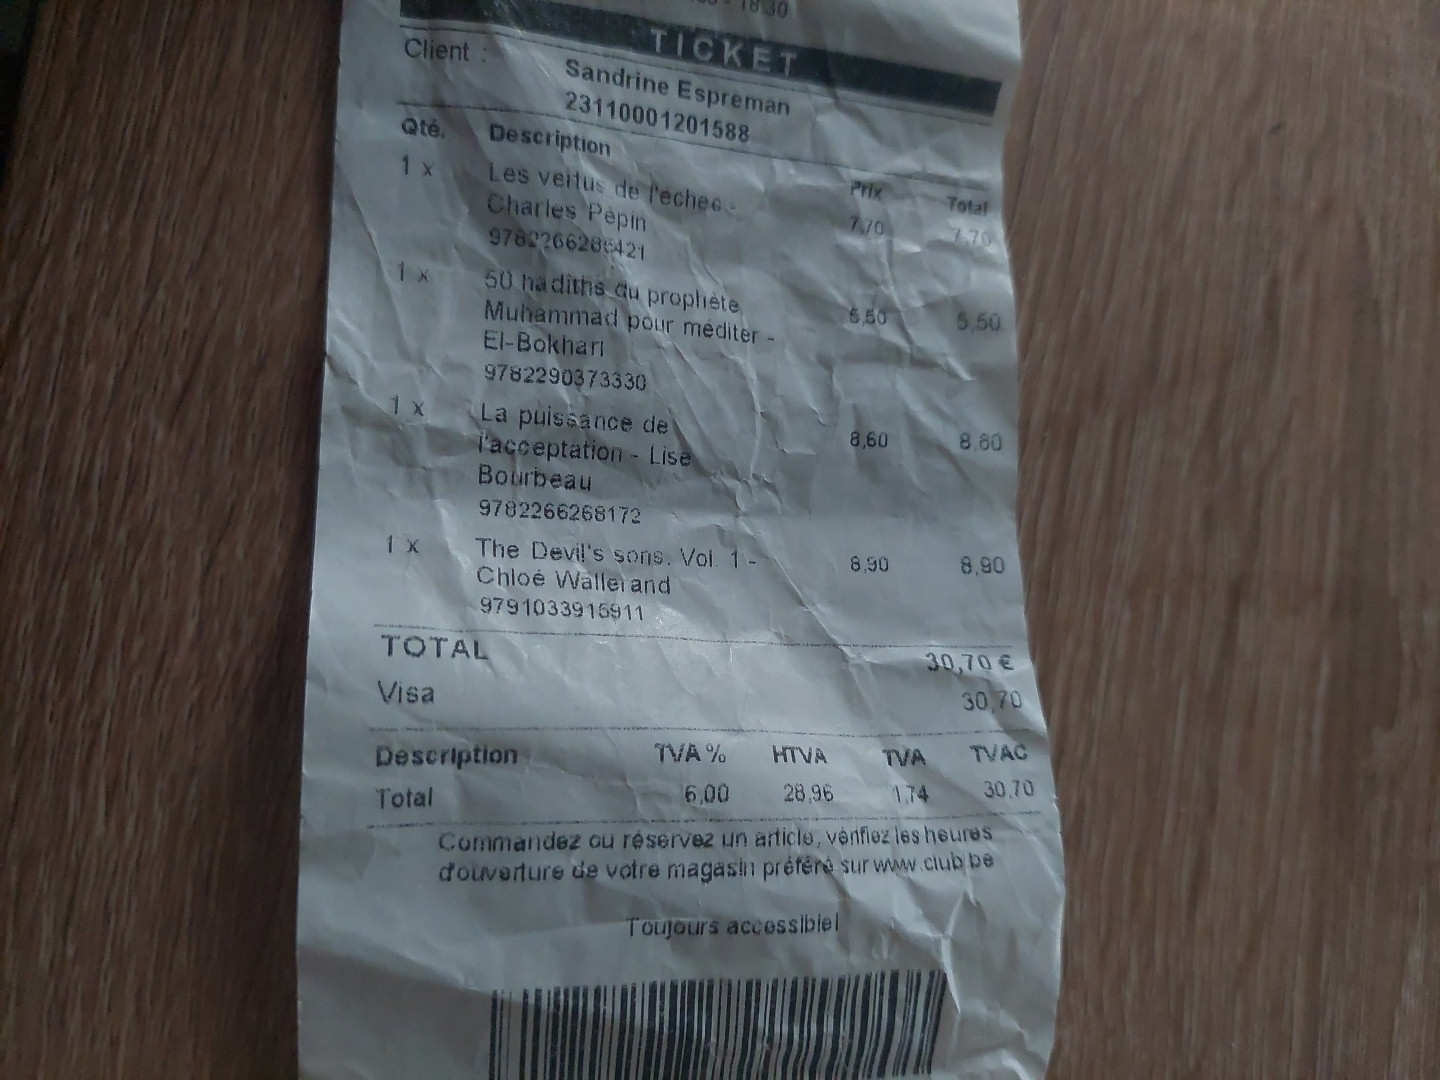 18:30
TICKET
Client :
Sandrine Espreman
23110001201588
Qté. Description Prix Total
1 x Les vertus de l'echec - 7,70 7,70
Charles Pépin
9782266286421
1 x 50 hadiths du prophète 5,50 5,50
Muhammad pour méditer -
El-Bokhari
9782290373330
1 x La puissance de 8,60 8,60
l'acceptation - Lise
Bourbeau
9782266268172
1 x The Devil's sons. Vol. 1 - 8,90 8,90
Chloé Wallerand
9791033915911
TOTAL 30,70 €
Visa 30,70
Description TVA % HTVA TVA TVAC
Total 6,00 28,96 1,74 30,70
Commandez ou réservez un article, vérifiez les heures
d'ouverture de votre magasin préféré sur www.club.be
Toujours accessible!